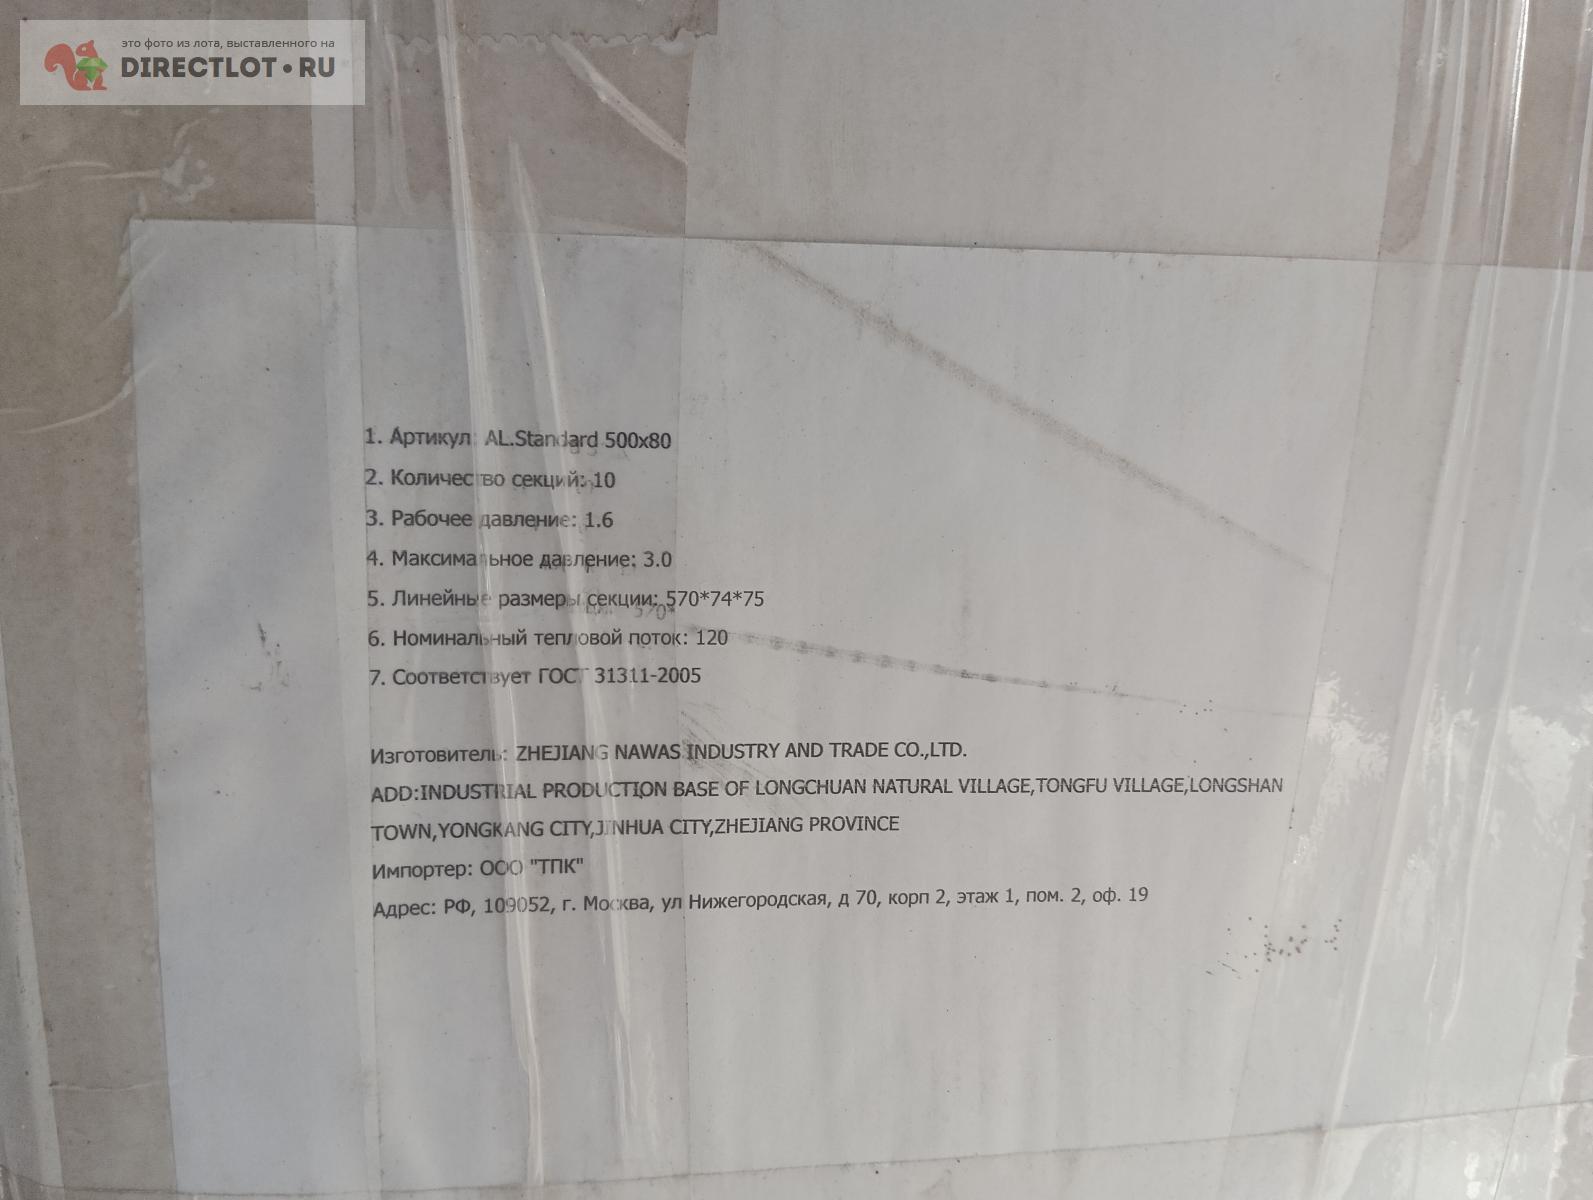 это фото из лота, выставленного на
DIRECTLOT.RU
1. Артикул: AL.Standard 500x80
2. Количество секций: 10
3. Рабочее давление: 1.6
4. Максимальное давление: 3.0
5. Линейные размеры секции: 570*74*75
6. Номинальный тепловой поток: 120
7. Соответствует ГОСТ 31311-2005
Изготовитель: ZHEJIANG NAWAS INDUSTRY AND TRADE CO.,LTD.
ADD:INDUSTRIAL PRODUCTION BASE OF LONGCHUAN NATURAL VILLAGE,TONGFU VILLAGE,LONGSHAN
TOWN,YONGKANG CITY,JINHUA CITY,ZHEJIANG PROVINCE
Импортер: ООО "ТПК"
Адрес: РФ, 109052, г. Москва, ул Нижегородская, д 70, корп 2, этаж 1, пом. 2, оф. 19